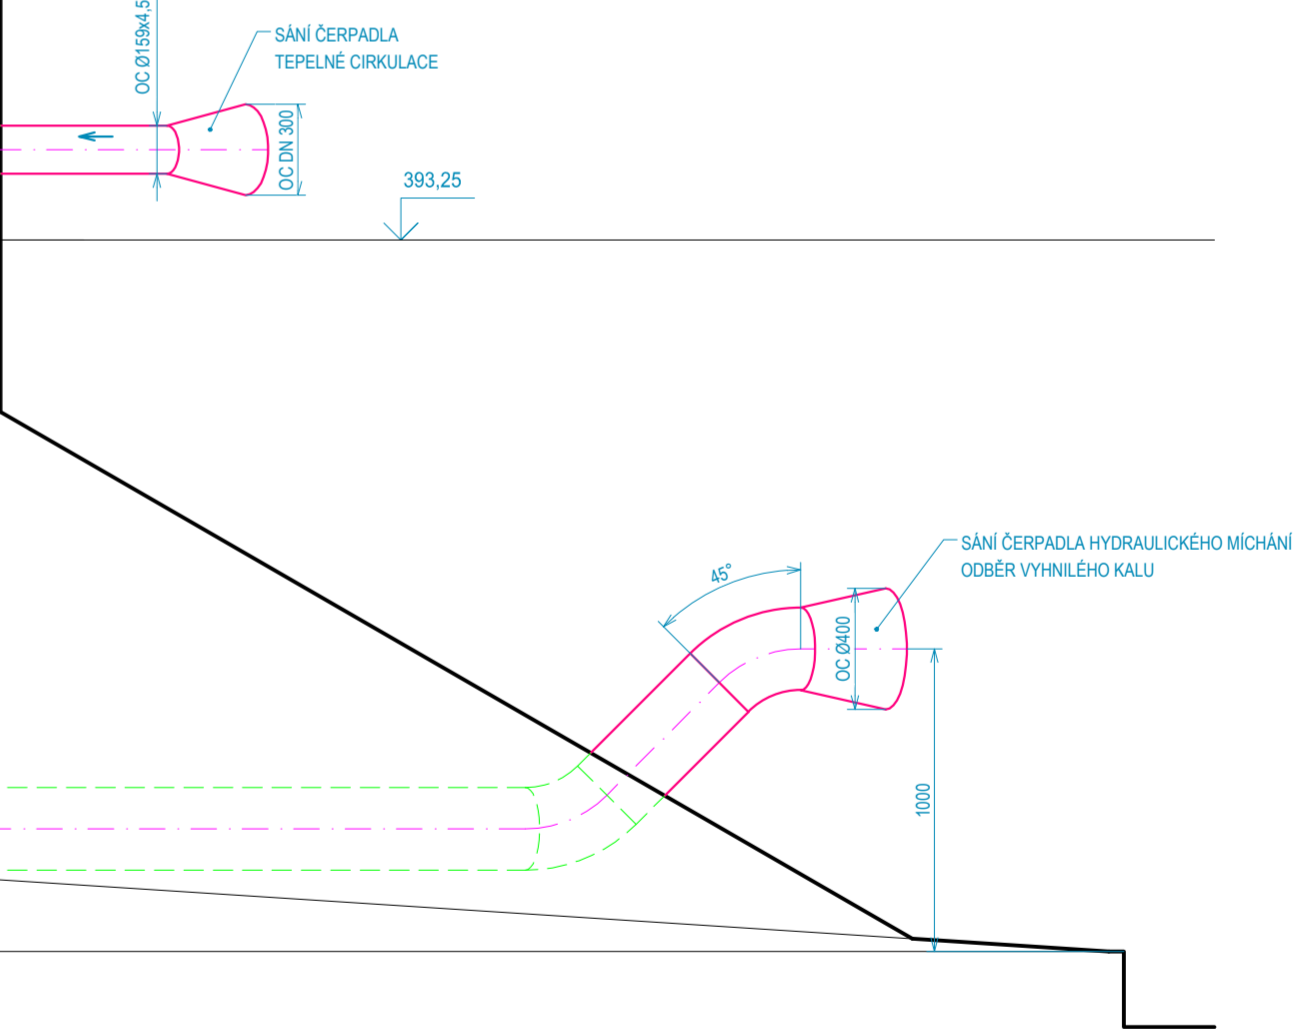 OC Ø159x4,5
SÁNÍ ČERPADLA
TEPELNÉ CIRKULACE
OC DN 300
393,25
45°
SÁNÍ ČERPADLA HYDRAULICKÉHO MÍCHÁNÍ
ODBĚR VYHNILÉHO KALU
OC Ø400
1000